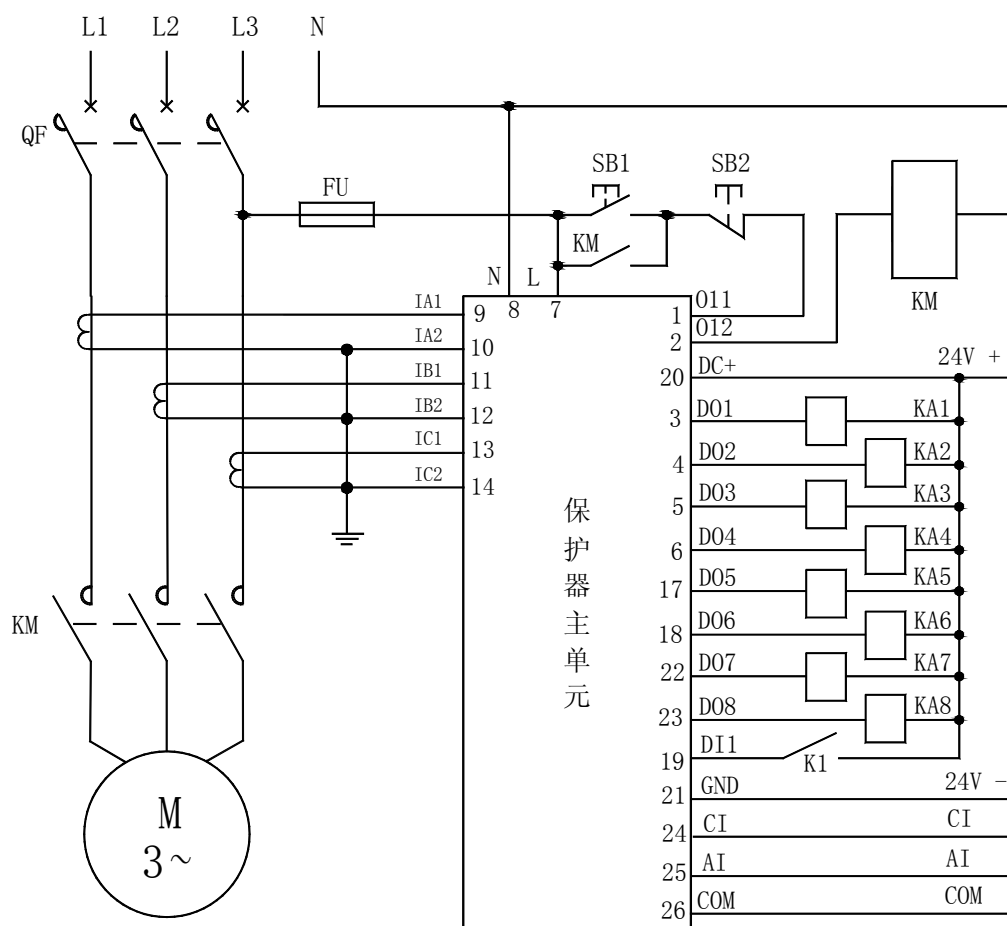 L1 L2 L3 N
QF
SB1 SB2
FU
KM
N L
KM
8 7
IA1
9
IA2
10
IB1
11
IB2
12
IC1
13
IC2
14
O11
1
O12
2
DC+
20
24V +
3
DO1
KA1
4
DO2
KA2
5
DO3
KA3
6
DO4
KA4
17
DO5
KA5
18
DO6
KA6
22
DO7
KA7
23
DO8
KA8
19
DI1
K1
21
GND
24V -
24
CI
CI
25
AI
AI
26
COM
COM
保护器主单元
KM
M
3~